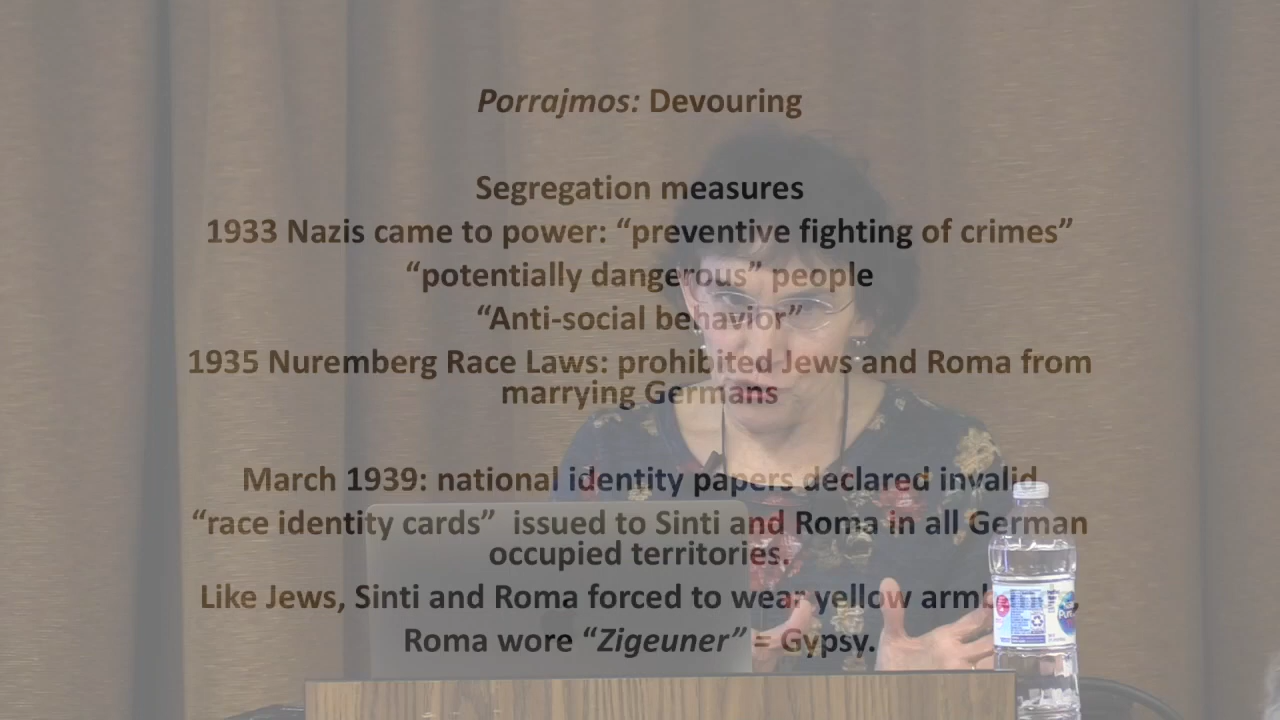 Porrajmos: Devouring
Segregation measures
1933 Nazis came to power: “preventive fighting of crimes”
“potentially dangerous” people
“Anti-social behavior”
1935 Nuremberg Race Laws: prohibited Jews and Roma from
marrying Germans
March 1939: national identity papers declared invalid
“race identity cards”  issued to Sinti and Roma in all German
occupied territories.
Like Jews, Sinti and Roma forced to wear yellow
Roma wore “Zigeuner” = Gypsy.